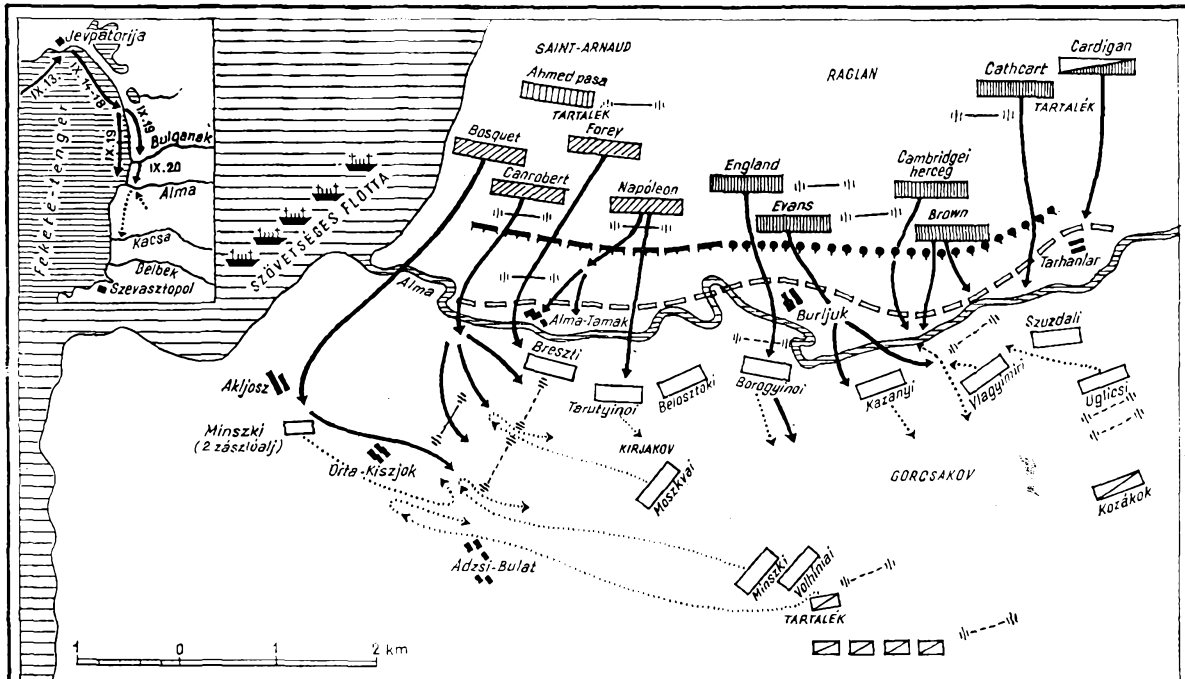 Jevpatorija
IX.13.
IX.14-18.
IX.19
IX.19
Bulganak
IX.20
Alma
Kacsa
Belbek
Szevasztopol
Fekete-tenger
SZÖVETSÉGES FLOTTA
SAINT-ARNAUD
RAGLAN
Ahmed pasa
TARTALÉK
Cardigan
Cathcart
TARTALÉK
Bosquet
Forey
Canrobert
Napóleon
England
Evans
Cambridgei
herceg
Brown
Tarhanlar
Alma
Alma-Tamak
Burljuk
Breszti
Tarutyinoi
Belosztoki
Borogyinoi
Kazanyi
Vlagyimiri
Szuzdali
Uglicsi
Akljosz
Minszki
(2 zászlóalj)
Orta-Kiszjok
KIRJAKOV
Moszkvai
GORCSAKOV
Kozákok
Adzsi-Bulat
Minszki
Volhiniai
TARTALÉK
1 0 1 2 km